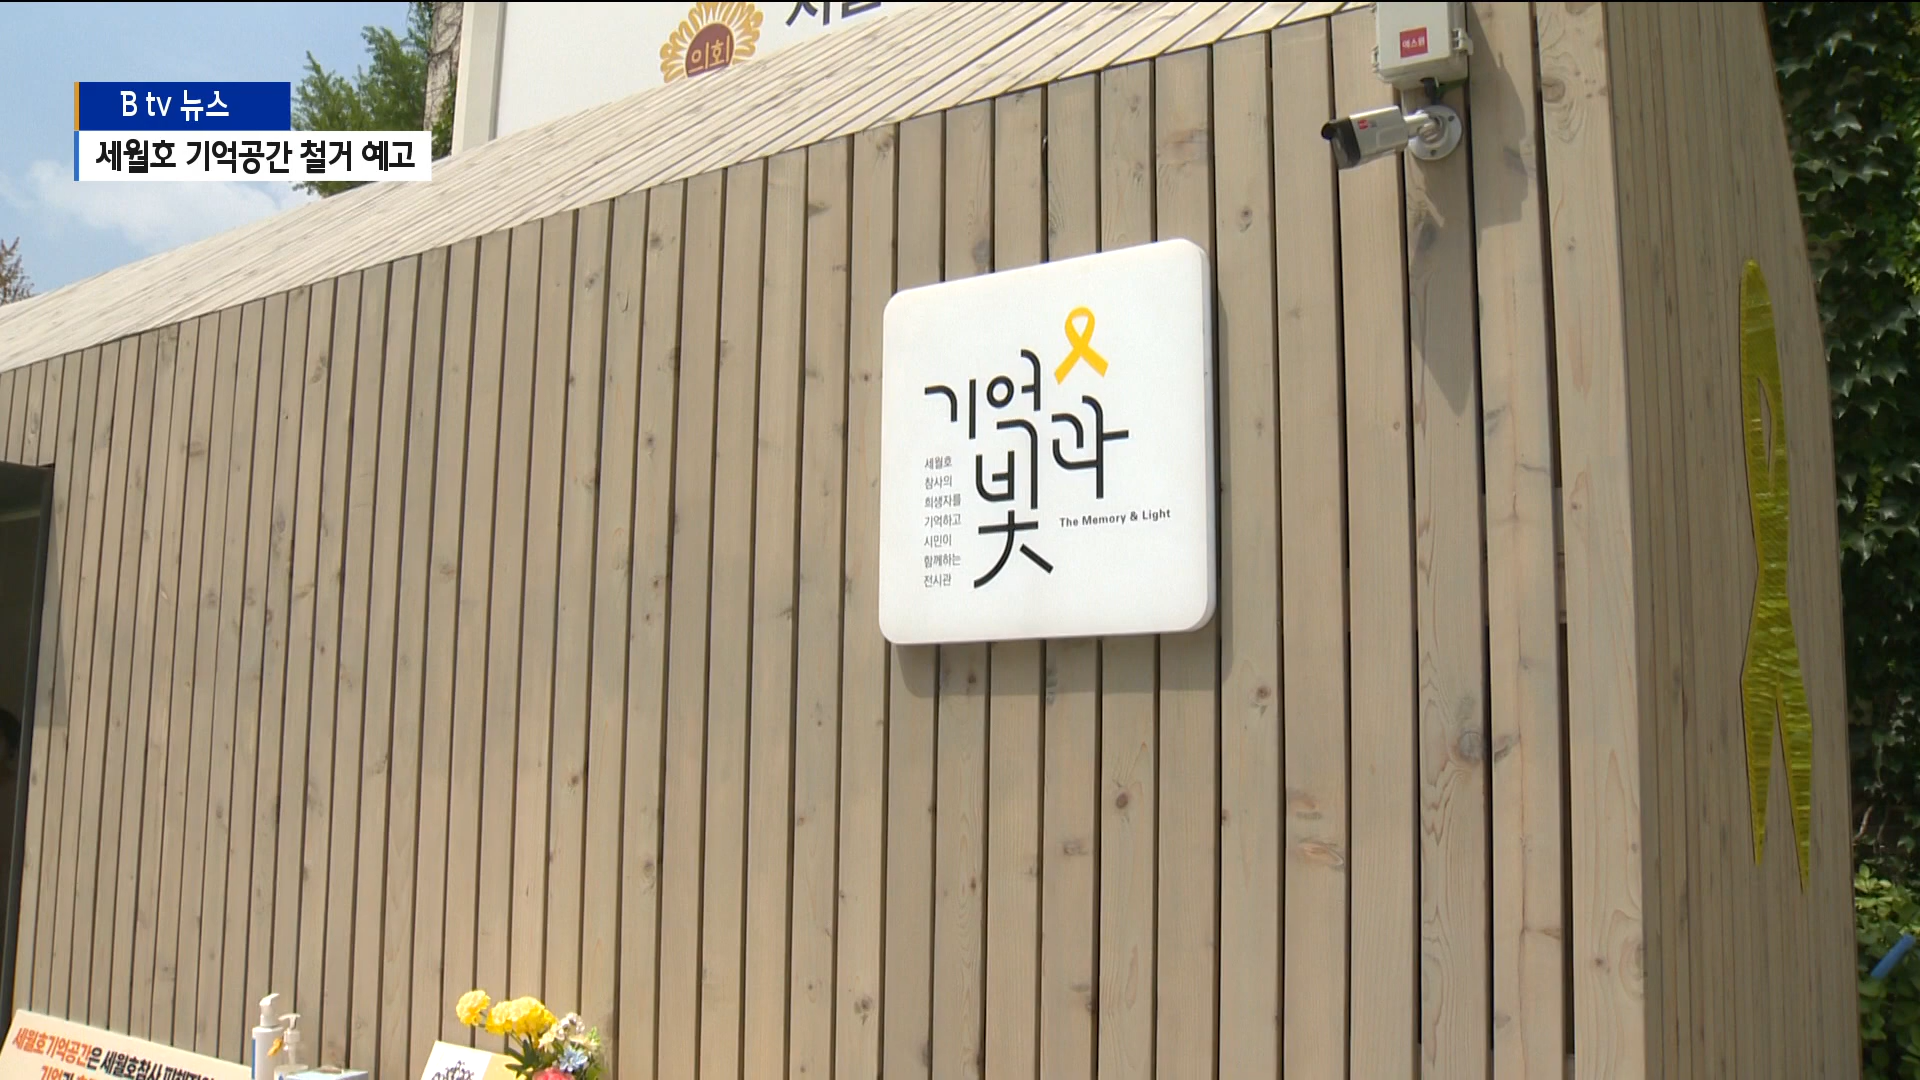 의회
에스원
B tv 뉴스
세월호 기억공간 철거 예고
기억과
빛
세월호
참사의
희생자를
기억하고
시민이
함께하는
전시관
The Memory & Light
세월호기억공간은 세월호참사